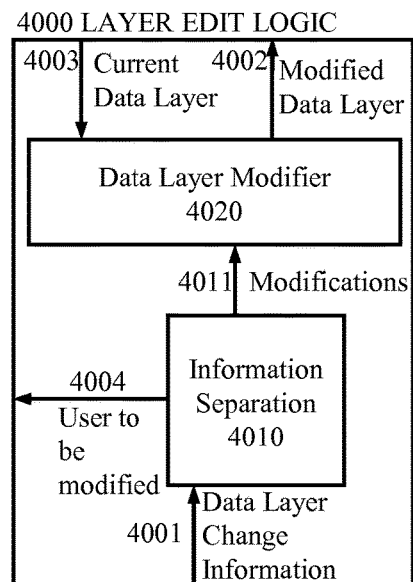 4000 LAYER EDIT LOGIC
4003
Current
Data Layer
4002
Modified
Data Layer
Data Layer Modifier
4020
4011
Modifications
4004
User to
be
modified
Information
Separation
4010
4001
Data Layer
Change
Information